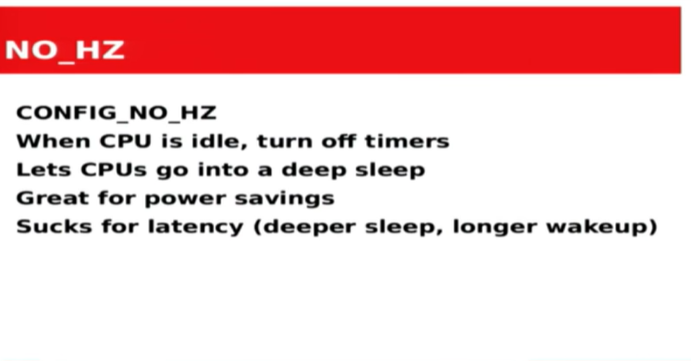 NO_HZ
CONFIG_NO_HZ
When CPU is idle, turn off timers
Lets CPUs go into a deep sleep
Great for power savings
Sucks for latency (deeper sleep, longer wakeup)